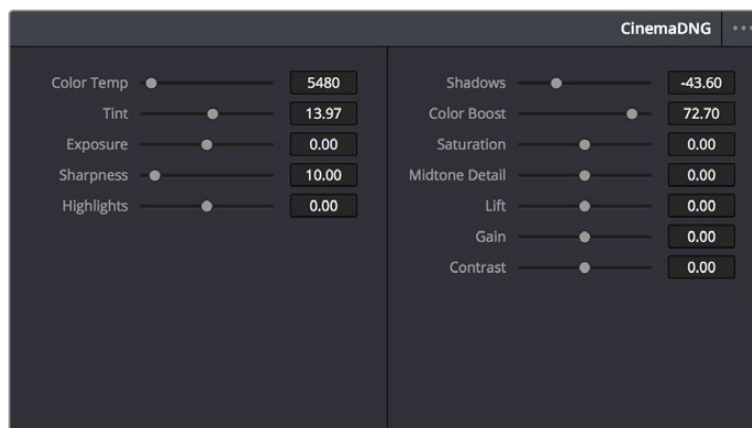 CinemaDNG
Color Temp 5480
Tint 13.97
Exposure 0.00
Sharpness 10.00
Highlights 0.00
Shadows -43.60
Color Boost 72.70
Saturation 0.00
Midtone Detail 0.00
Lift 0.00
Gain 0.00
Contrast 0.00